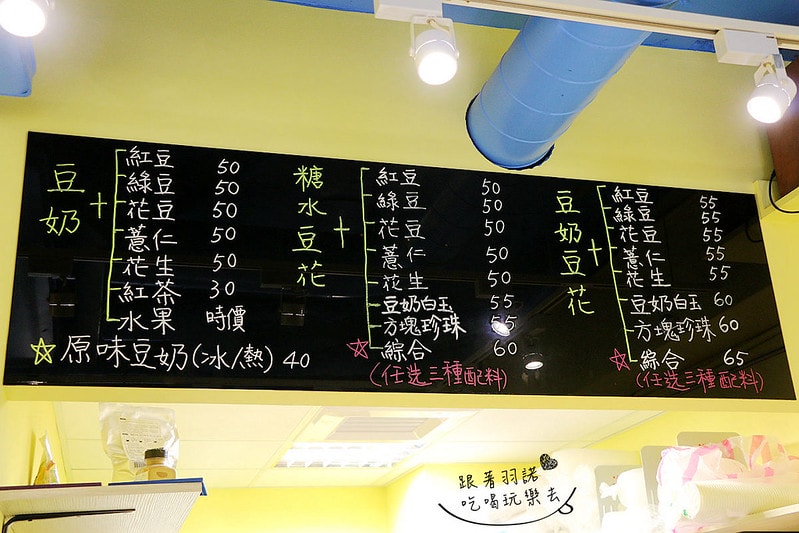 豆奶+
紅豆 50
綠豆 50
花豆 50
薏仁 50
花生 50
紅茶 30
水果 時價
☆原味豆奶(冰/熱) 40
糖水豆花+
紅豆 50
綠豆 50
花豆 50
薏仁 50
花生 50
豆奶白玉 55
方塊珍珠 55
☆綜合 60
(任选三種配料)
豆奶豆花+
紅豆 55
綠豆 55
花豆 55
薏仁 55
花生 55
豆奶白玉 60
方塊珍珠 60
☆綜合 65
(任选三種配料)
跟著羽諾
吃喝玩樂去